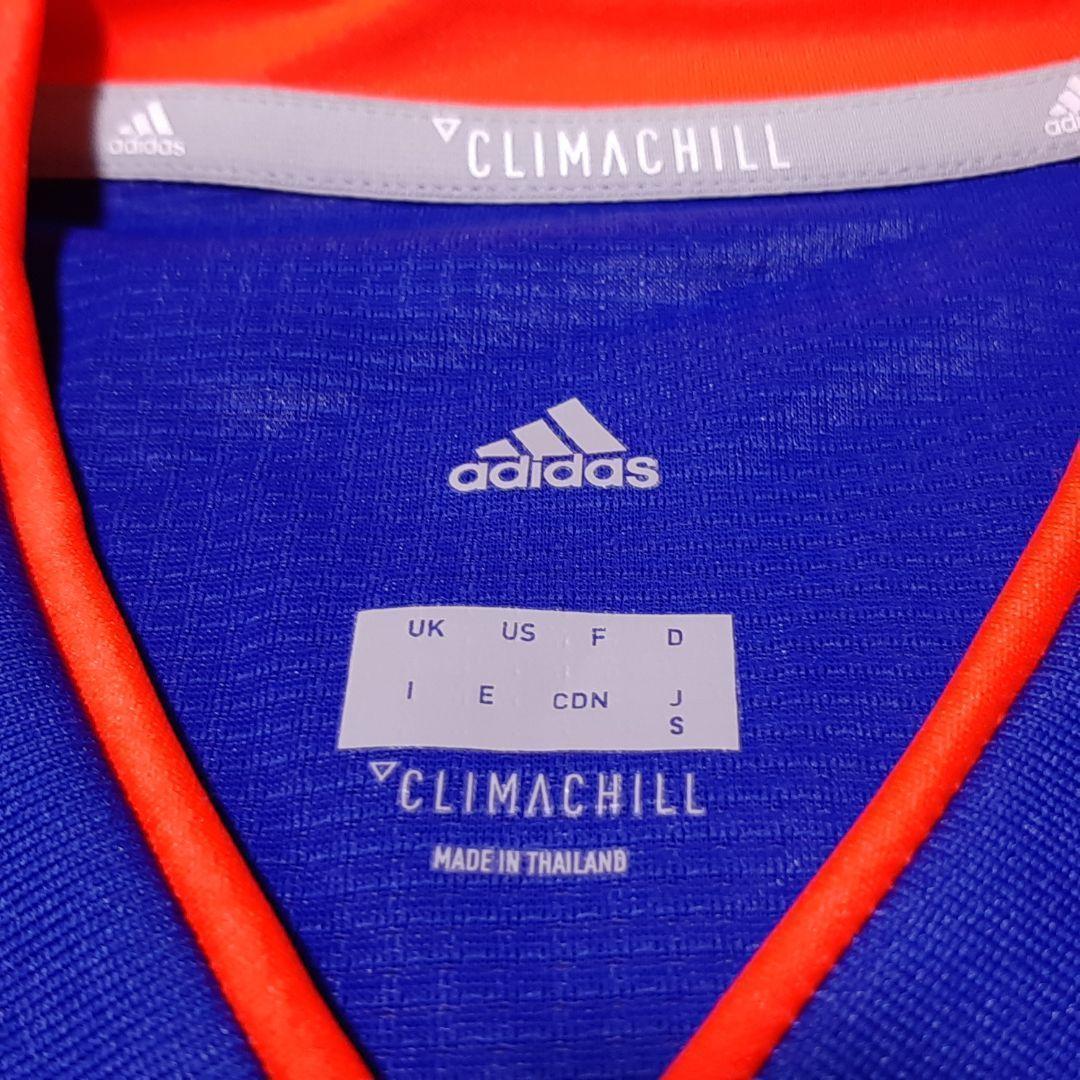 adidas
CLIMACHILL
adidas
adidas
UK US F D
I E CDN J
S
CLIMACHILL
MADE IN THAILAND